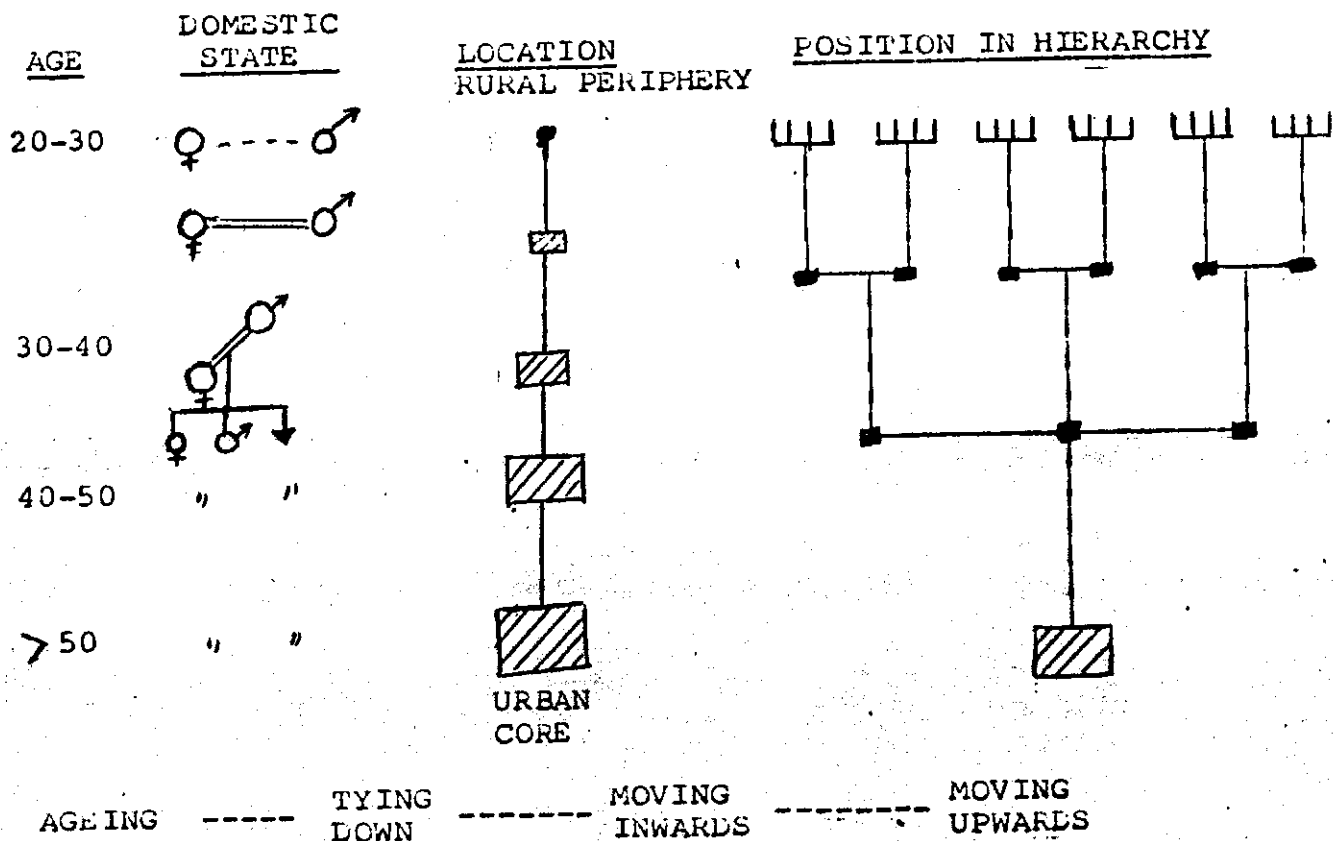 AGE
DOMESTIC
STATE
LOCATION
RURAL PERIPHERY
POSITION IN HIERARCHY
20-30
30-40
40-50 " "
>50 " "
URBAN
CORE
AGEING ----- TYING DOWN ------ MOVING INWARDS ------- MOVING UPWARDS